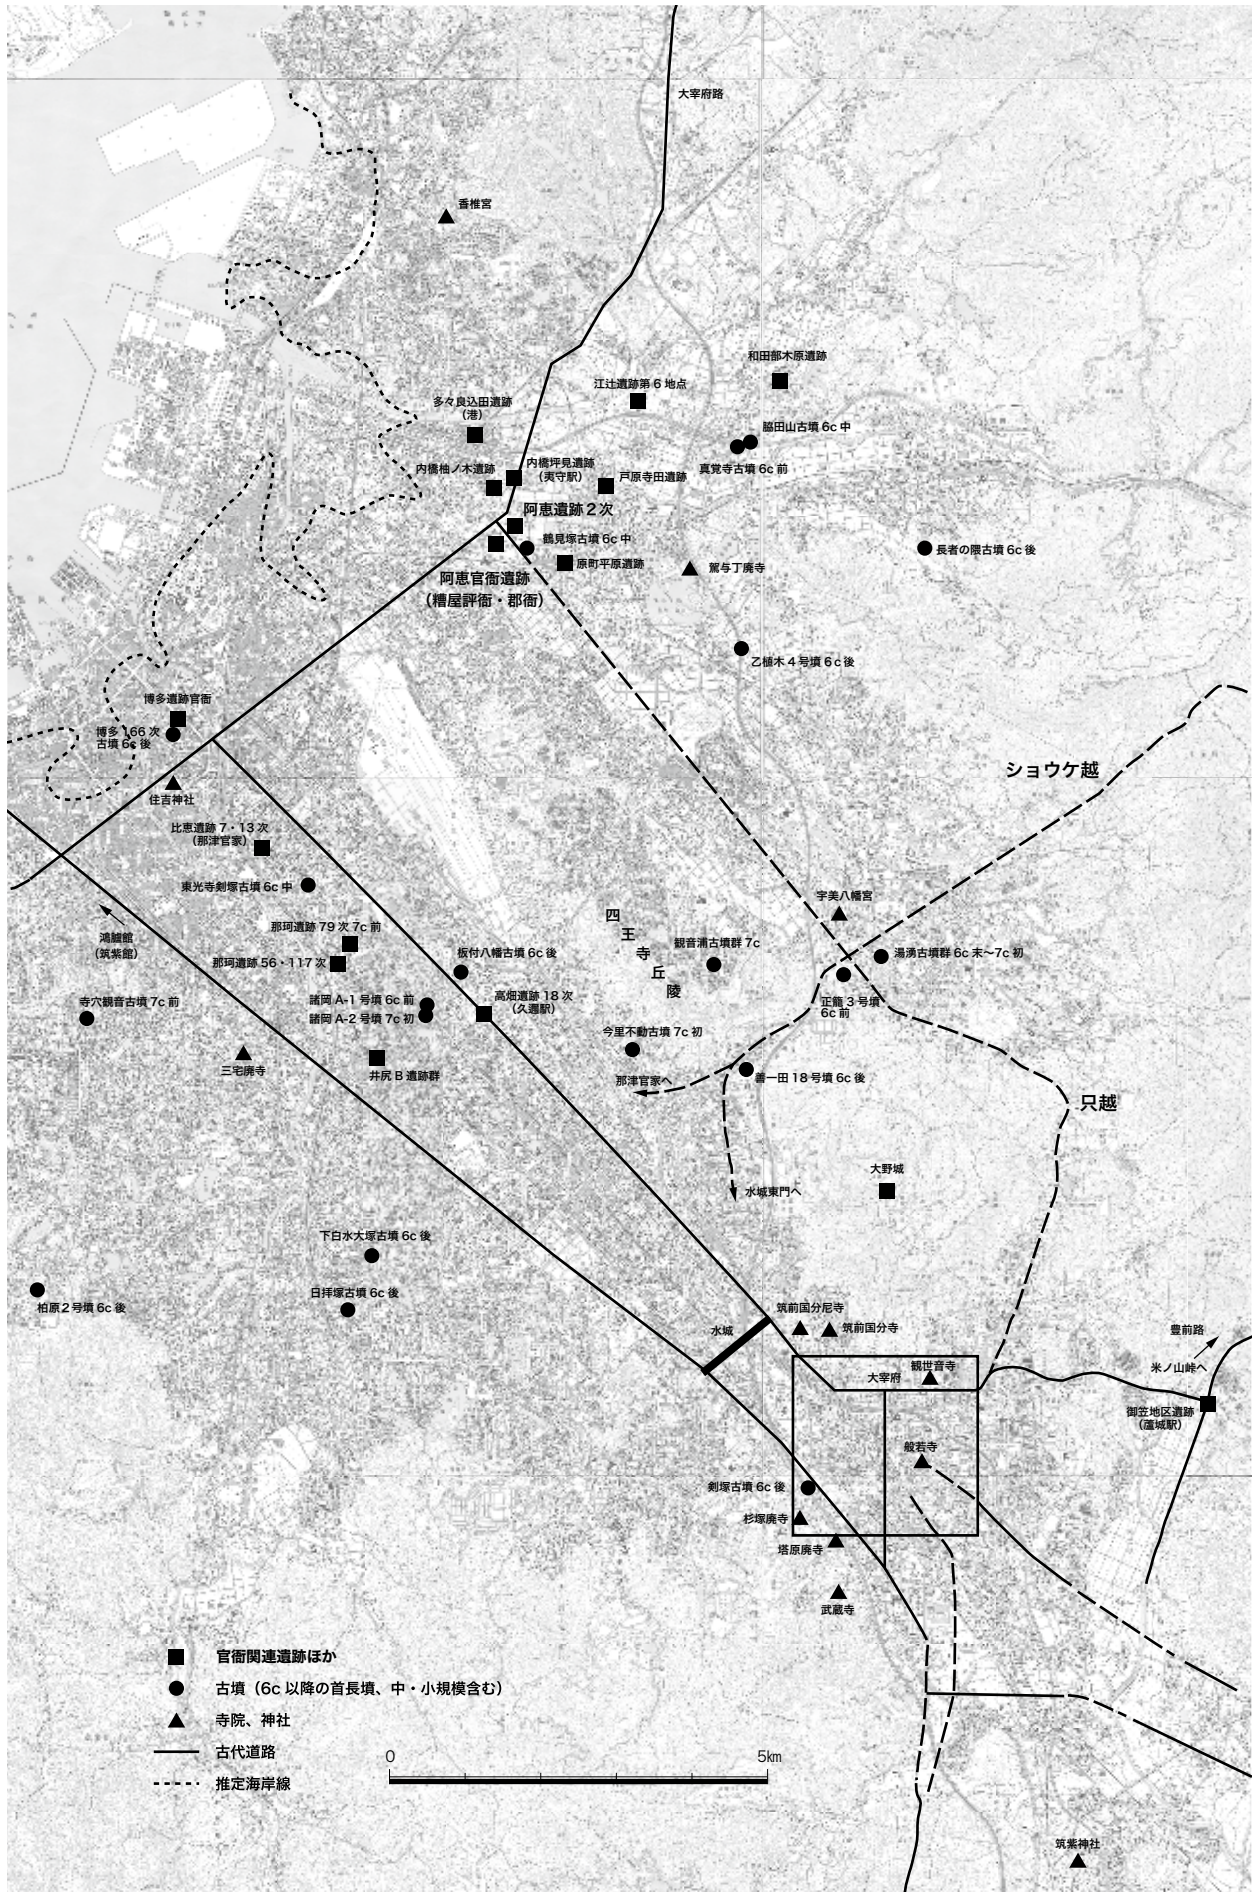 大宰府路
香椎宮
和田部木原遺跡
江辻遺跡第6地点
多々良込田遺跡
（港）
脇田山古墳 6c 中
内橋坪見遺跡
（夷守駅）
内橋柚ノ木遺跡
真覚寺古墳 6c 前
戸原寺田遺跡
阿恵遺跡2次
鶴見塚古墳 6c 中
長者の隈古墳 6c 後
原町平原遺跡
駕与丁廃寺
阿恵官衙遺跡
（糟屋評衙・郡衙）
乙植木4号墳 6c 後
博多遺跡官衙
博多 166 次
古墳 6c 後
ショウケ越
住吉神社
比恵遺跡 7・13 次
（那津官家）
東光寺剣塚古墳 6c 中
宇美八幡宮
四王寺丘陵
那珂遺跡 79 次 7c 前
鴻臚館
（筑紫館）
観音浦古墳群 7c
板付八幡古墳 6c 後
湯湧古墳群 6c 末～7c 初
那珂遺跡 56・117 次
寺穴観音古墳 7c 前
諸岡 A-1 号墳 6c 前
高畑遺跡 18 次
（久邇駅）
正籠 3 号墳
6c 前
諸岡 A-2 号墳 7c 初
今里不動古墳 7c 初
三宅廃寺
井尻 B 遺跡群
那津官家へ
善一田 18 号墳 6c 後
只越
大野城
水城東門へ
下白水大塚古墳 6c 後
日拝塚古墳 6c 後
柏原2号墳 6c 後
筑前国分尼寺
水城
筑前国分寺
豊前路
観世音寺
大宰府
米ノ山峠へ
御笠地区遺跡
（蘆城駅）
般若寺
剣塚古墳 6c 後
杉塚廃寺
塔原廃寺
武蔵寺
官衙関連遺跡ほか
古墳（6c 以降の首長墳、中・小規模含む）
寺院、神社
古代道路
推定海岸線
0 5km
筑紫神社